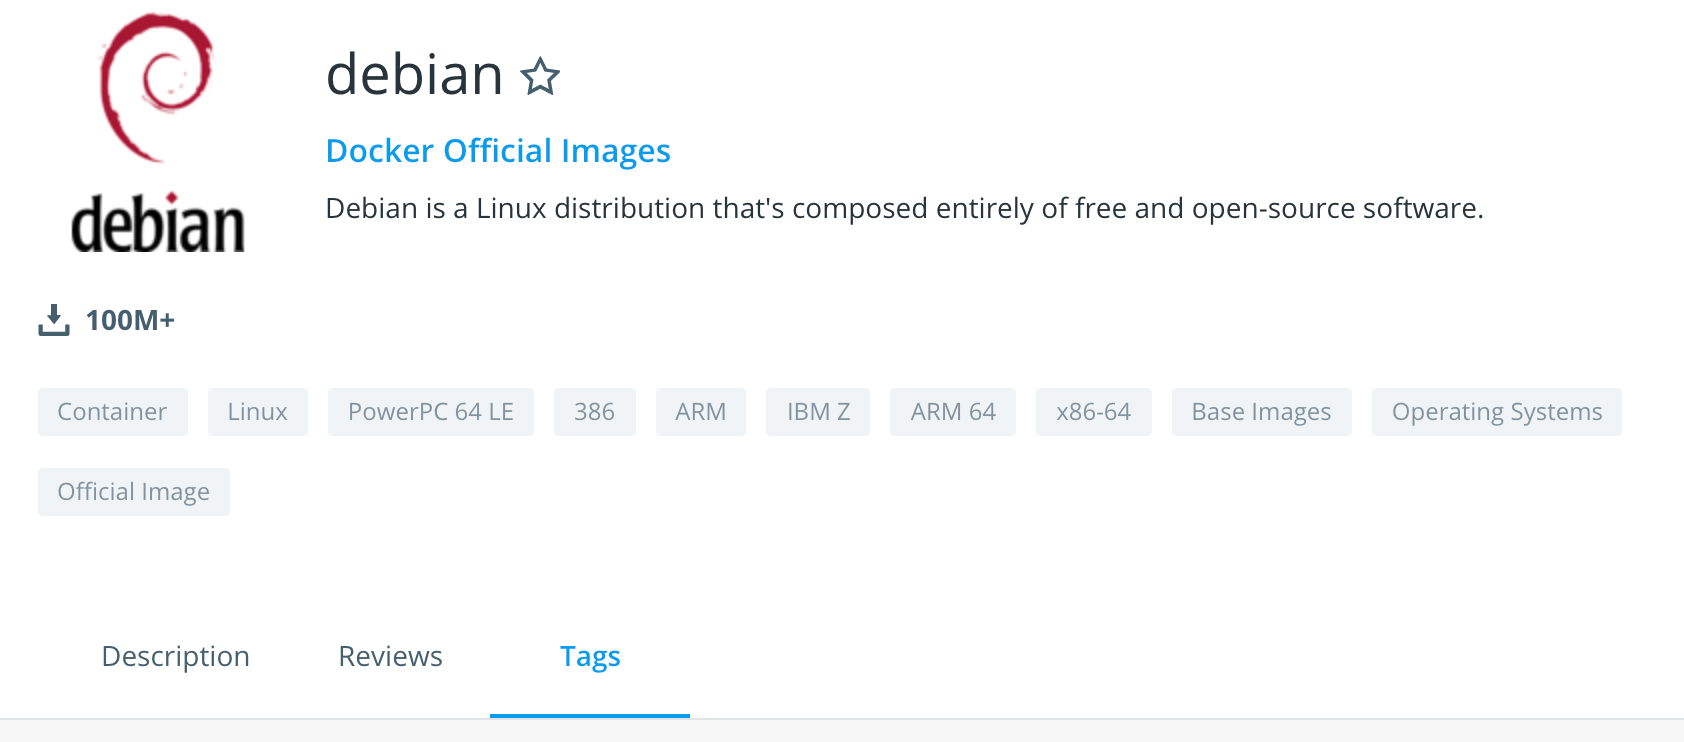 debian
debian
Docker Official Images
Debian is a Linux distribution that's composed entirely of free and open-source software.
100M+
Container Linux PowerPC 64 LE 386 ARM IBM Z ARM 64 x86-64 Base Images Operating Systems
Official Image
Description Reviews Tags